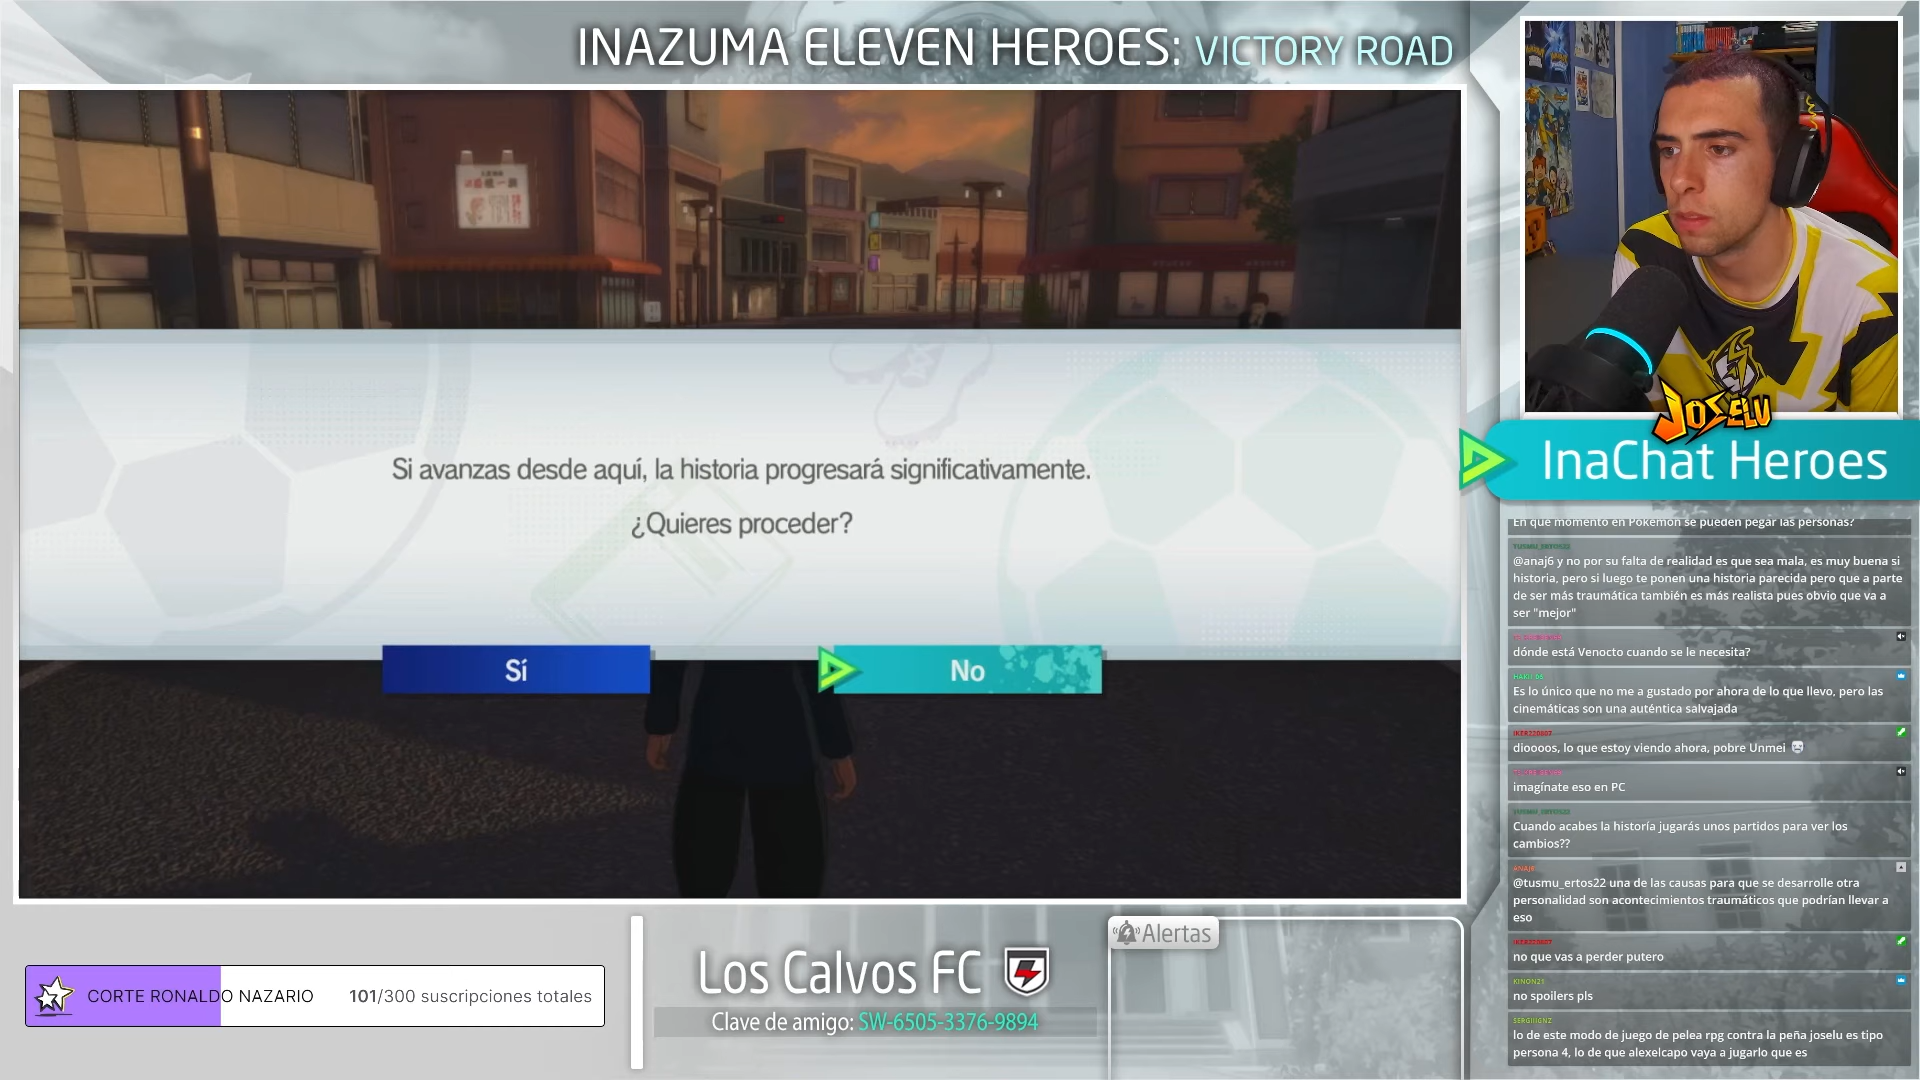 INAZUMA ELEVEN HEROES: VICTORY ROAD
Si avanzas desde aquí, la historia progresará significativamente.
¿Quieres proceder?
Sí
No
JOSELU
InaChat Heroes
En que momento en Pokemon se pueden pegar las personas?
@anaj6 y no por su falta de realidad es que sea mala, es muy buena si
historia, pero si luego te ponen una historia parecida pero que a parte
de ser más traumática también es más realista pues obvio que va a
ser "mejor"
dónde está Venocto cuando se le necesita?
Es lo único que no me a gustado por ahora de lo que llevo, pero las
cinemáticas son una auténtica salvajada
IKER220607
dioooos, lo que estoy viendo ahora, pobre Unmei
imagínate eso en PC
Cuando acabes la historía jugarás unos partidos para ver los
cambios??
ANAJ6
@tusmu_ertos22 una de las causas para que se desarrolle otra
personalidad son acontecimientos traumáticos que podrían llevar a
eso
IKER220607
no que vas a perder putero
KINON21
no spoilers pls
SERGIIIGNZ
lo de este modo de juego de pelea rpg contra la peña joselu es tipo
persona 4, lo de que alexelcapo vaya a jugarlo que es
CORTE RONALDO NAZARIO 101/300 suscripciones totales
Los Calvos FC
Clave de amigo: SW-6505-3376-9894
Alertas